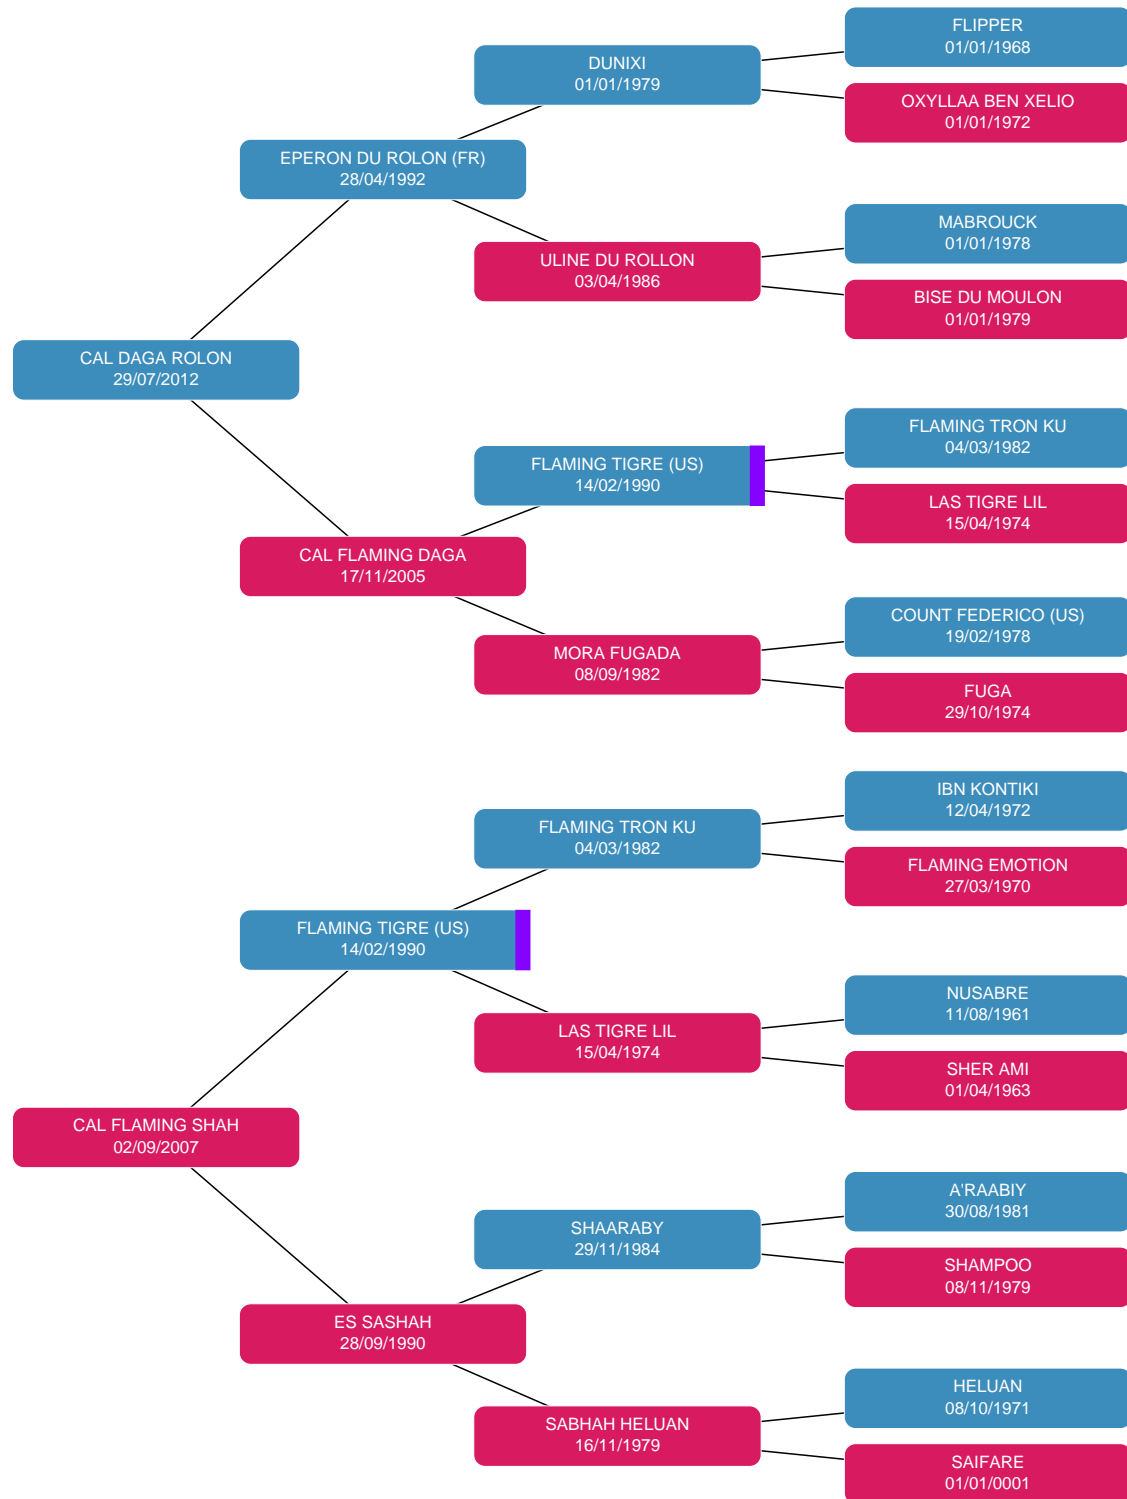 FLIPPER
01/01/1968
DUNIXI
01/01/1979
OXYLLAA BEN XELIO
01/01/1972
EPERON DU ROLON (FR)
28/04/1992
MABROUCK
01/01/1978
ULINE DU ROLLON
03/04/1986
BISE DU MOULON
01/01/1979
CAL DAGA ROLON
29/07/2012
FLAMING TRON KU
04/03/1982
FLAMING TIGRE (US)
14/02/1990
LAS TIGRE LIL
15/04/1974
CAL FLAMING DAGA
17/11/2005
COUNT FEDERICO (US)
19/02/1978
MORA FUGADA
08/09/1982
FUGA
29/10/1974
IBN KONTIKI
12/04/1972
FLAMING TRON KU
04/03/1982
FLAMING EMOTION
27/03/1970
FLAMING TIGRE (US)
14/02/1990
NUSABRE
11/08/1961
LAS TIGRE LIL
15/04/1974
SHER AMI
01/04/1963
CAL FLAMING SHAH
02/09/2007
A'RAABIY
30/08/1981
SHAARABY
29/11/1984
SHAMPOO
08/11/1979
ES SASHAH
28/09/1990
HELUAN
08/10/1971
SABHAH HELUAN
16/11/1979
SAIFARE
01/01/0001